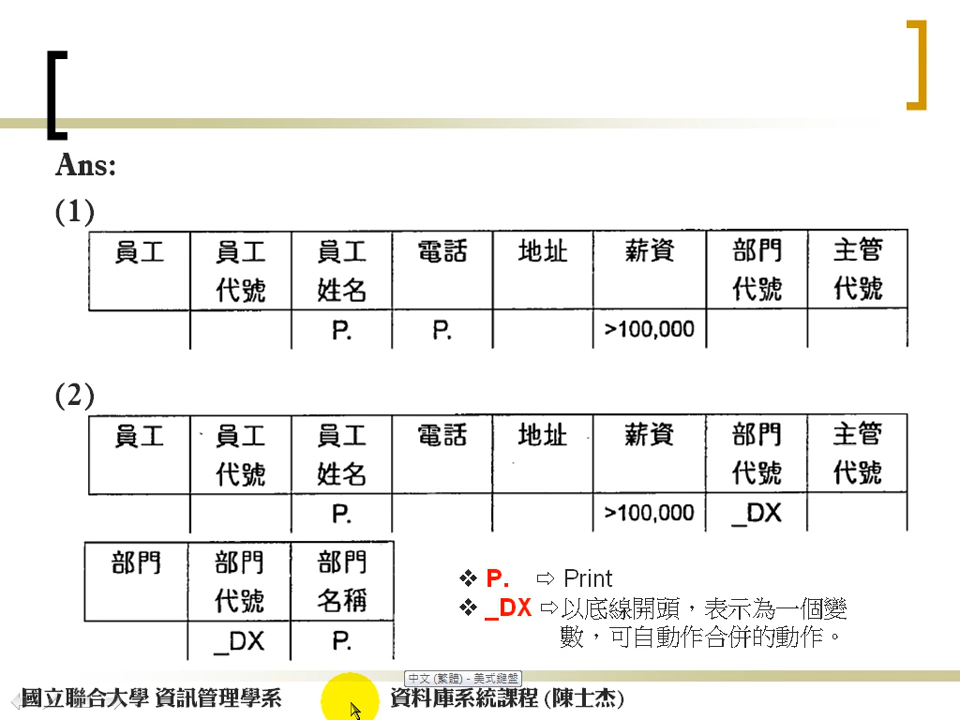 Ans:
(1)
員工 員工 員工 電話 地址 薪資 部門 主管
代號 姓名 代號 代號
P. P. >100,000
(2)
員工 員工 員工 電話 地址 薪資 部門 主管
代號 姓名 代號 代號
P. >100,000 _DX
部門 部門 部門
代號 名稱
_DX P.
❖ P. ⇨ Print
❖ _DX ⇨以底線開頭，表示為一個變
數，可自動作合併的動作。
中文 (繁體) - 美式鍵盤
國立聯合大學 資訊管理學系 資料庫系統課程 (陳士杰)